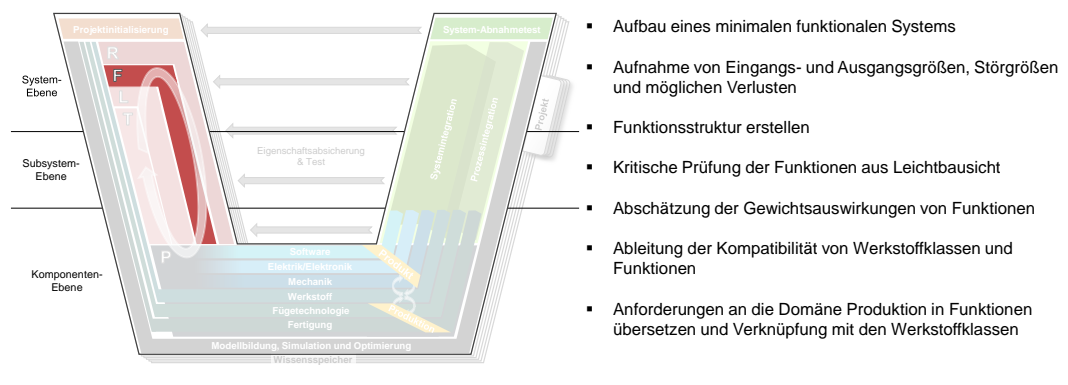 Projektinitialisierung
System-Abnahmetest
R
F
L
T
P
System-
Ebene
Subsystem-
Ebene
Komponenten-
Ebene
Eigenschaftsabsicherung
& Test
Systemintegration
Prozessintegration
Projekt
Software
Elektrik/Elektronik
Mechanik
Werkstoff
Fügetechnologie
Fertigung
Produkt
Modellbildung, Simulation und Optimierung
Wissensspeicher
▪ Aufbau eines minimalen funktionalen Systems
▪ Aufnahme von Eingangs- und Ausgangsgrößen, Störgrößen
und möglichen Verlusten
▪ Funktionsstruktur erstellen
▪ Kritische Prüfung der Funktionen aus Leichtbausicht
▪ Abschätzung der Gewichtsauswirkungen von Funktionen
▪ Ableitung der Kompatibilität von Werkstoffklassen und
Funktionen
▪ Anforderungen an die Domäne Produktion in Funktionen
übersetzen und Verknüpfung mit den Werkstoffklassen